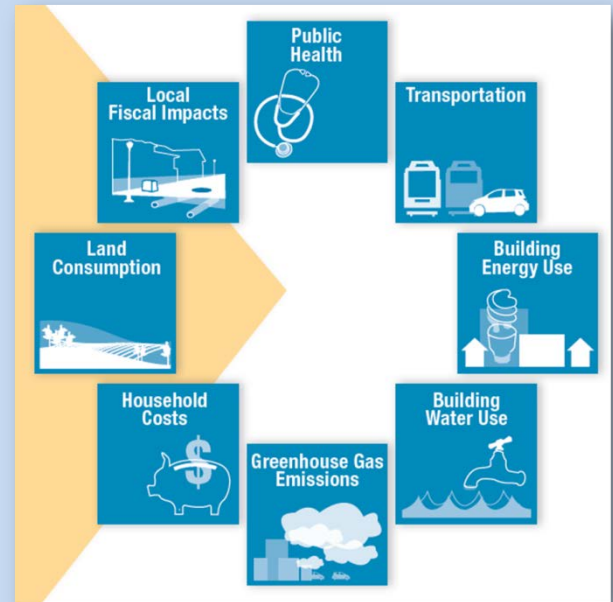 Public
Health
Transportation
Building
Energy Use
Building
Water Use
Greenhouse Gas
Emissions
Household
Costs
Land
Consumption
Local
Fiscal Impacts